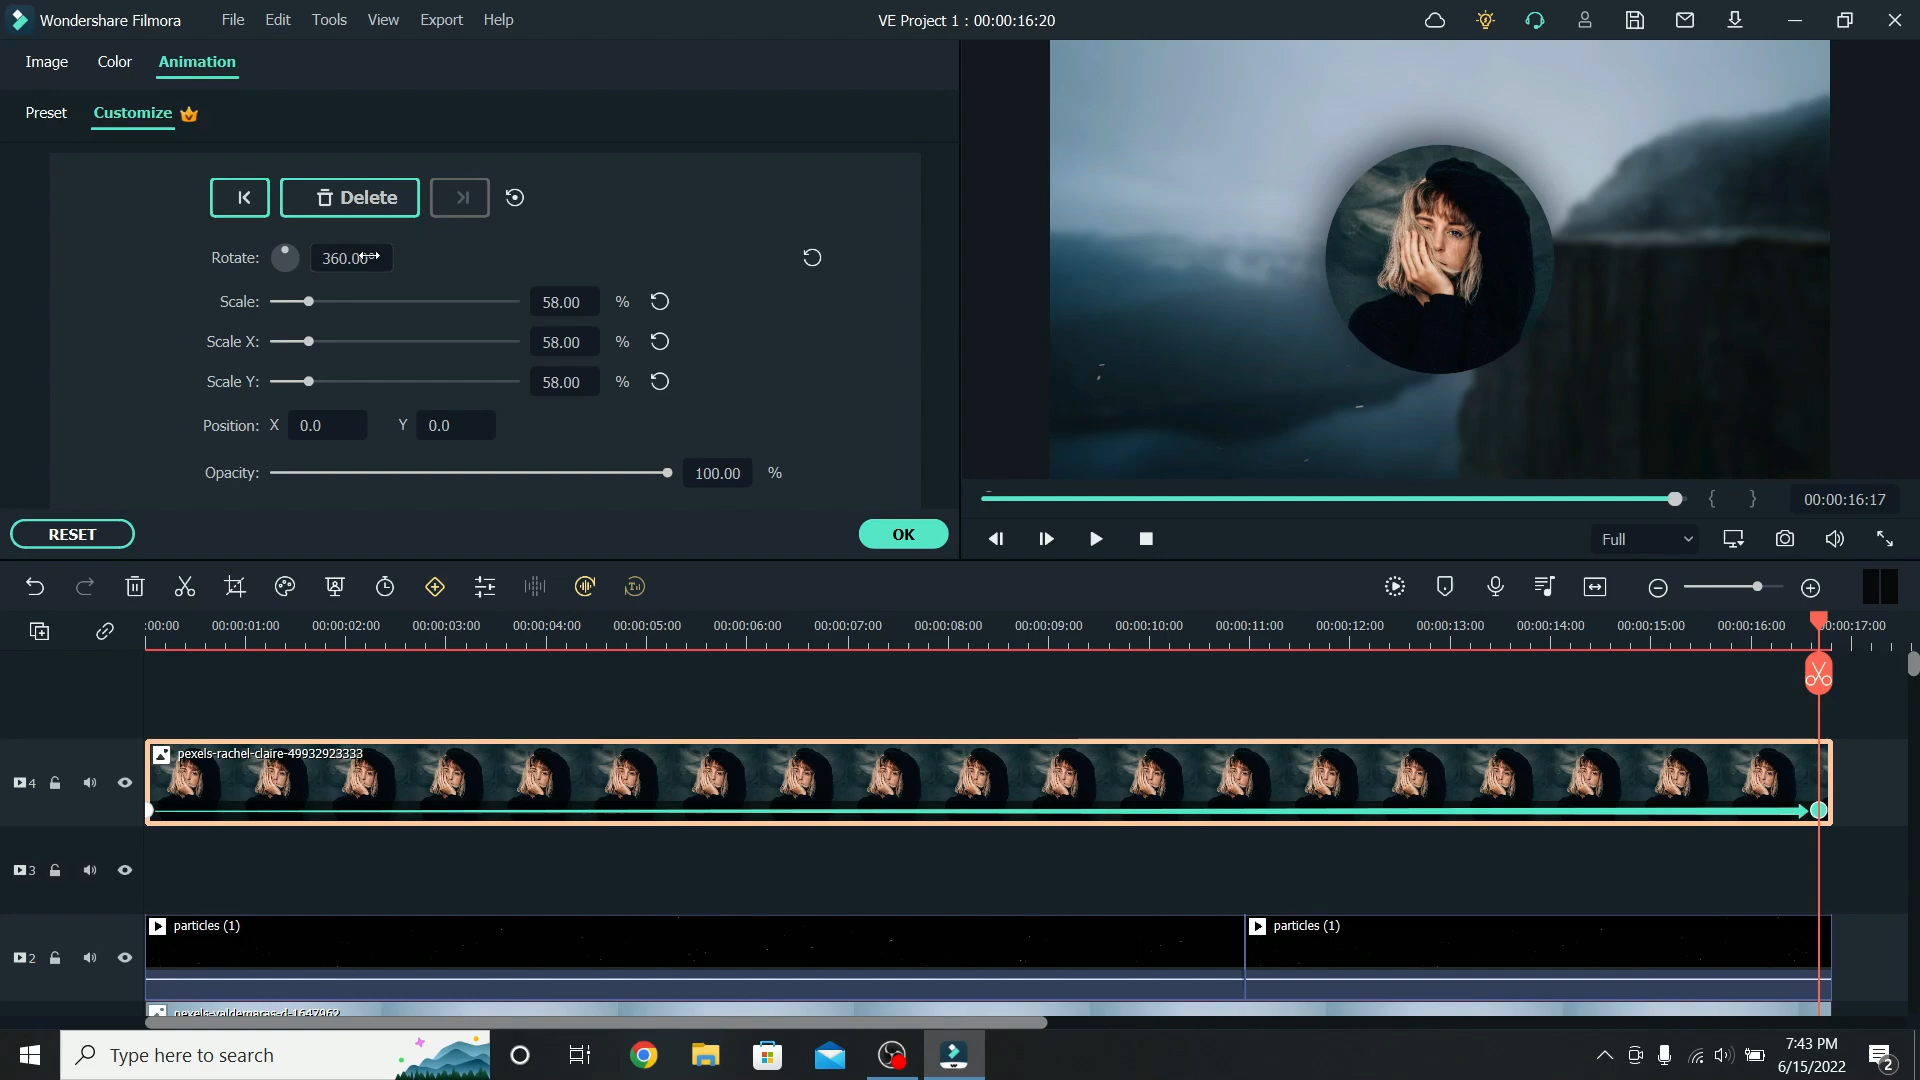 Wondershare Filmora File Edit Tools View Export Help VE Project 1 : 00:00:16:20
Image Color Animation
Preset Customize
Delete
Rotate: 360.00
Scale: 58.00 %
Scale X: 58.00 %
Scale Y: 58.00 %
Position: X 0.0 Y 0.0
Opacity: 100.00 %
RESET OK
{ } 00:00:16:17
Full
:00:00 00:00:01:00 00:00:02:00 00:00:03:00 00:00:04:00 00:00:05:00 00:00:06:00 00:00:07:00 00:00:08:00 00:00:09:00 00:00:10:00 00:00:11:00 00:00:12:00 00:00:13:00 00:00:14:00 00:00:15:00 00:00:16:00 00:00:17:00
pexels-rachel-claire-49932923333
4
3
particles (1) particles (1)
2
pexels-valdemaras-d-1647962
Type here to search
7:43 PM
6/15/2022
2